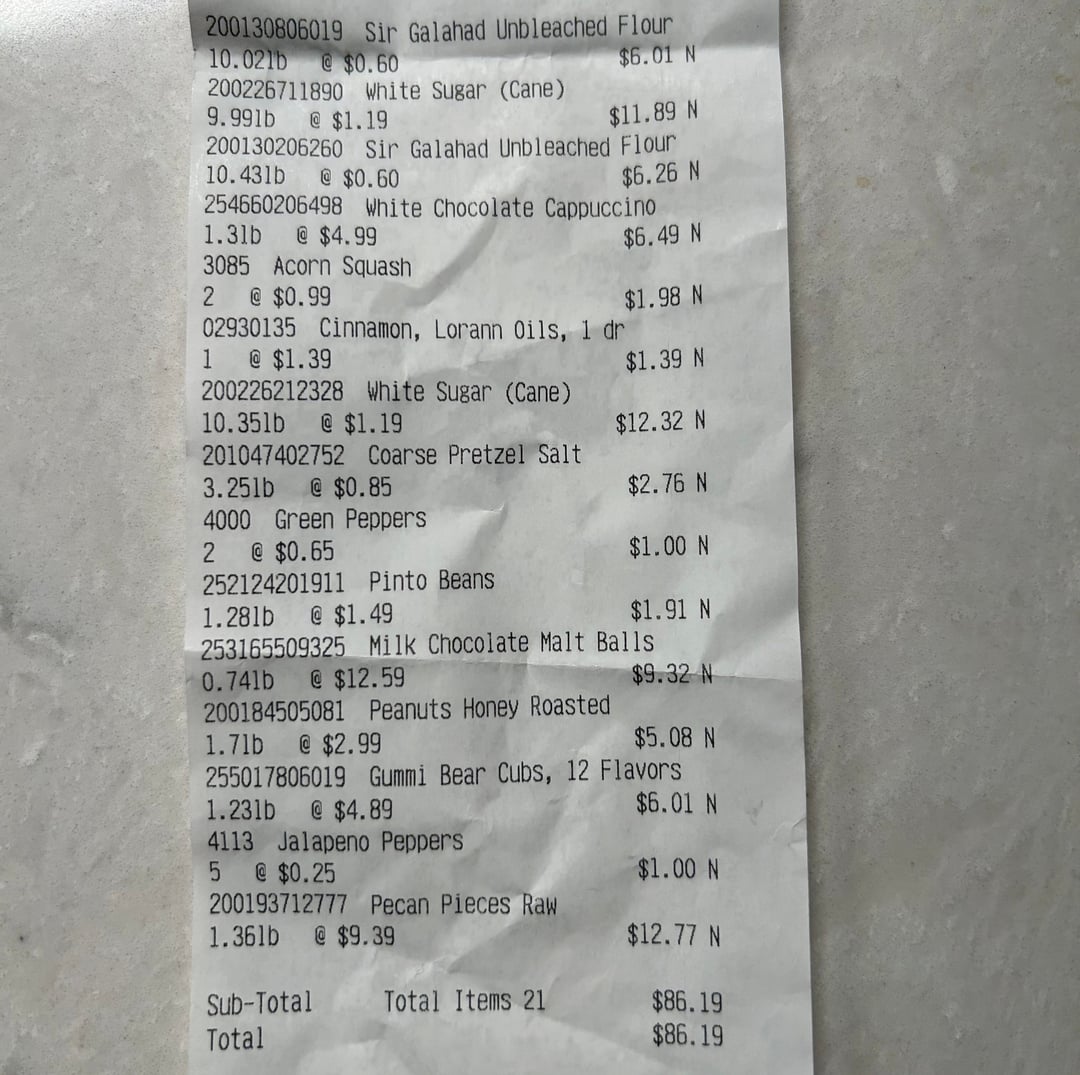 200130806019 Sir Galahad Unbleached Flour
10.02lb @ $0.60 $6.01 N
200226711890 White Sugar (Cane)
9.99lb @ $1.19 $11.89 N
200130206260 Sir Galahad Unbleached Flour
10.43lb @ $0.60 $6.26 N
254660206498 White Chocolate Cappuccino
1.3lb @ $4.99 $6.49 N
3085 Acorn Squash
2 @ $0.99 $1.98 N
02930135 Cinnamon, Lorann Oils, 1 dr
1 @ $1.39 $1.39 N
200226212328 White Sugar (Cane)
10.35lb @ $1.19 $12.32 N
201047402752 Coarse Pretzel Salt
3.25lb @ $0.85 $2.76 N
4000 Green Peppers
2 @ $0.65 $1.00 N
252124201911 Pinto Beans
1.28lb @ $1.49 $1.91 N
253165509325 Milk Chocolate Malt Balls
0.74lb @ $12.59 $9.32 N
200184505081 Peanuts Honey Roasted
1.7lb @ $2.99 $5.08 N
255017806019 Gummi Bear Cubs, 12 Flavors
1.23lb @ $4.89 $6.01 N
4113 Jalapeno Peppers
5 @ $0.25 $1.00 N
200193712777 Pecan Pieces Raw
1.36lb @ $9.39 $12.77 N
Sub-Total Total Items 21 $86.19
Total $86.19